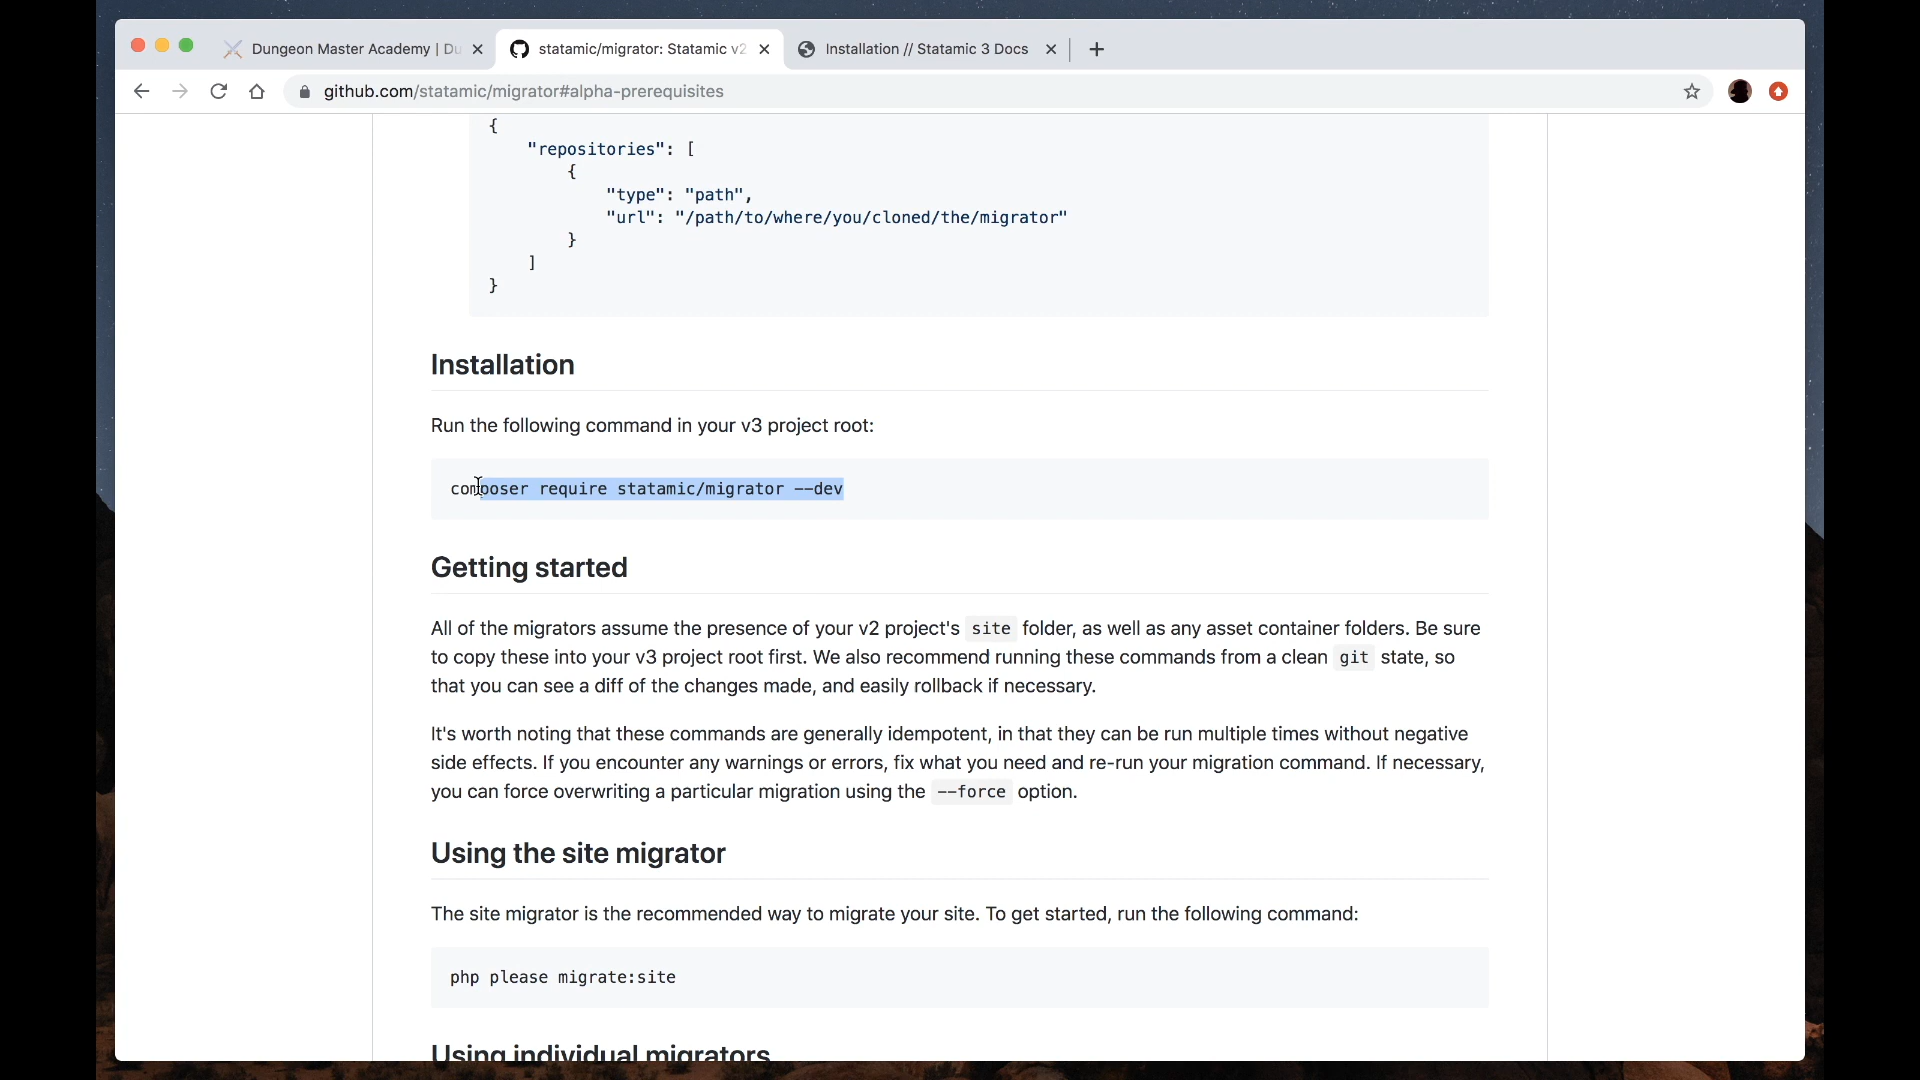 Dungeon Master Academy | Du
statamic/migrator: Statamic v2
Installation // Statamic 3 Docs
github.com/statamic/migrator#alpha-prerequisites
{
"repositories": [
{
"type": "path",
"url": "/path/to/where/you/cloned/the/migrator"
}
]
}
Installation
Run the following command in your v3 project root:
composer require statamic/migrator --dev
Getting started
All of the migrators assume the presence of your v2 project's site folder, as well as any asset container folders. Be sure
to copy these into your v3 project root first. We also recommend running these commands from a clean git state, so
that you can see a diff of the changes made, and easily rollback if necessary.
It's worth noting that these commands are generally idempotent, in that they can be run multiple times without negative
side effects. If you encounter any warnings or errors, fix what you need and re-run your migration command. If necessary,
you can force overwriting a particular migration using the --force option.
Using the site migrator
The site migrator is the recommended way to migrate your site. To get started, run the following command:
php please migrate:site
Using individual migrators